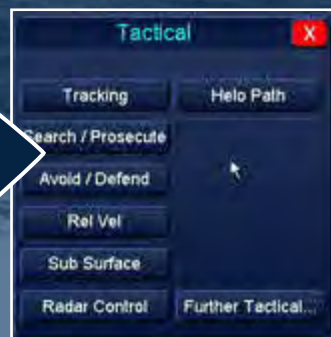 Tactical X
Tracking Helo Path
Search / Prosecute
Avoid / Defend
Rel Vel
Sub Surface
Radar Control Further Tactical...